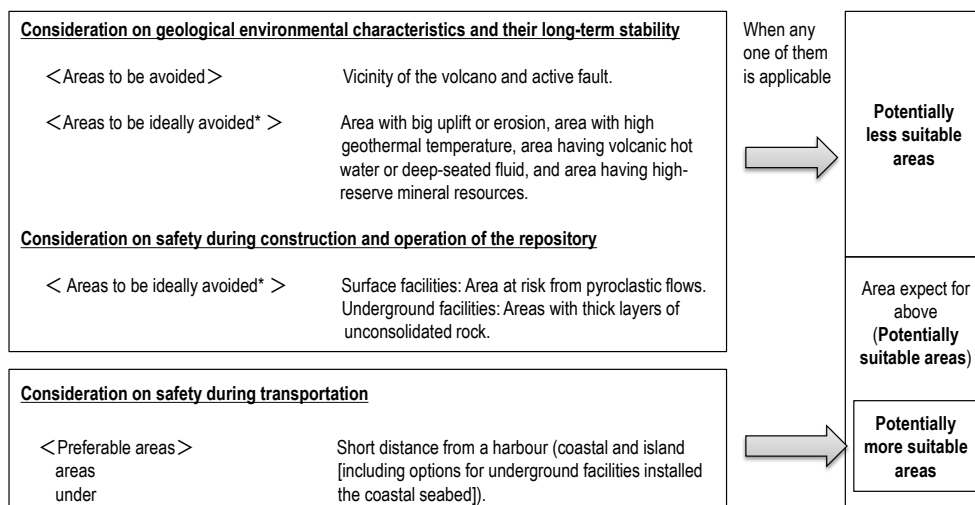 Consideration on geological environmental characteristics and their long-term stability
<Areas to be avoided> Vicinity of the volcano and active fault.
<Areas to be ideally avoided* > Area with big uplift or erosion, area with high
geothermal temperature, area having volcanic hot
water or deep-seated fluid, and area having high-
reserve mineral resources.
Consideration on safety during construction and operation of the repository
< Areas to be ideally avoided* > Surface facilities: Area at risk from pyroclastic flows.
Underground facilities: Areas with thick layers of
unconsolidated rock.
When any
one of them
is applicable
Potentially
less suitable
areas
Area expect for
above
(Potentially
suitable areas)
Consideration on safety during transportation
<Preferable areas> Short distance from a harbour (coastal and island
areas [including options for underground facilities installed
under the coastal seabed]).
Potentially
more suitable
areas